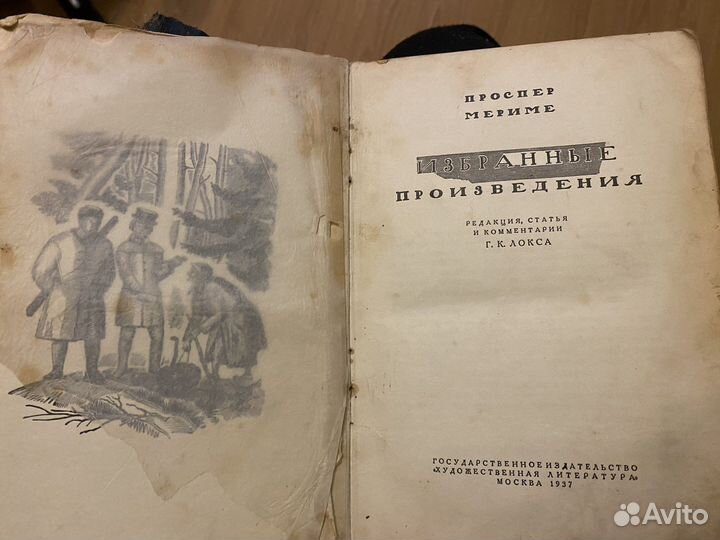 ПРОСПЕР
МЕРИМЕ
ИЗБРАННЫЕ
ПРОИЗВЕДЕНИЯ
РЕДАКЦИЯ, СТАТЬЯ
И КОММЕНТАРИИ
Г. К. ЛОКСА
ГОСУДАРСТВЕННОЕ ИЗДАТЕЛЬСТВО
«ХУДОЖЕСТВЕННАЯ ЛИТЕРАТУРА»
МОСКВА 1937
Avito